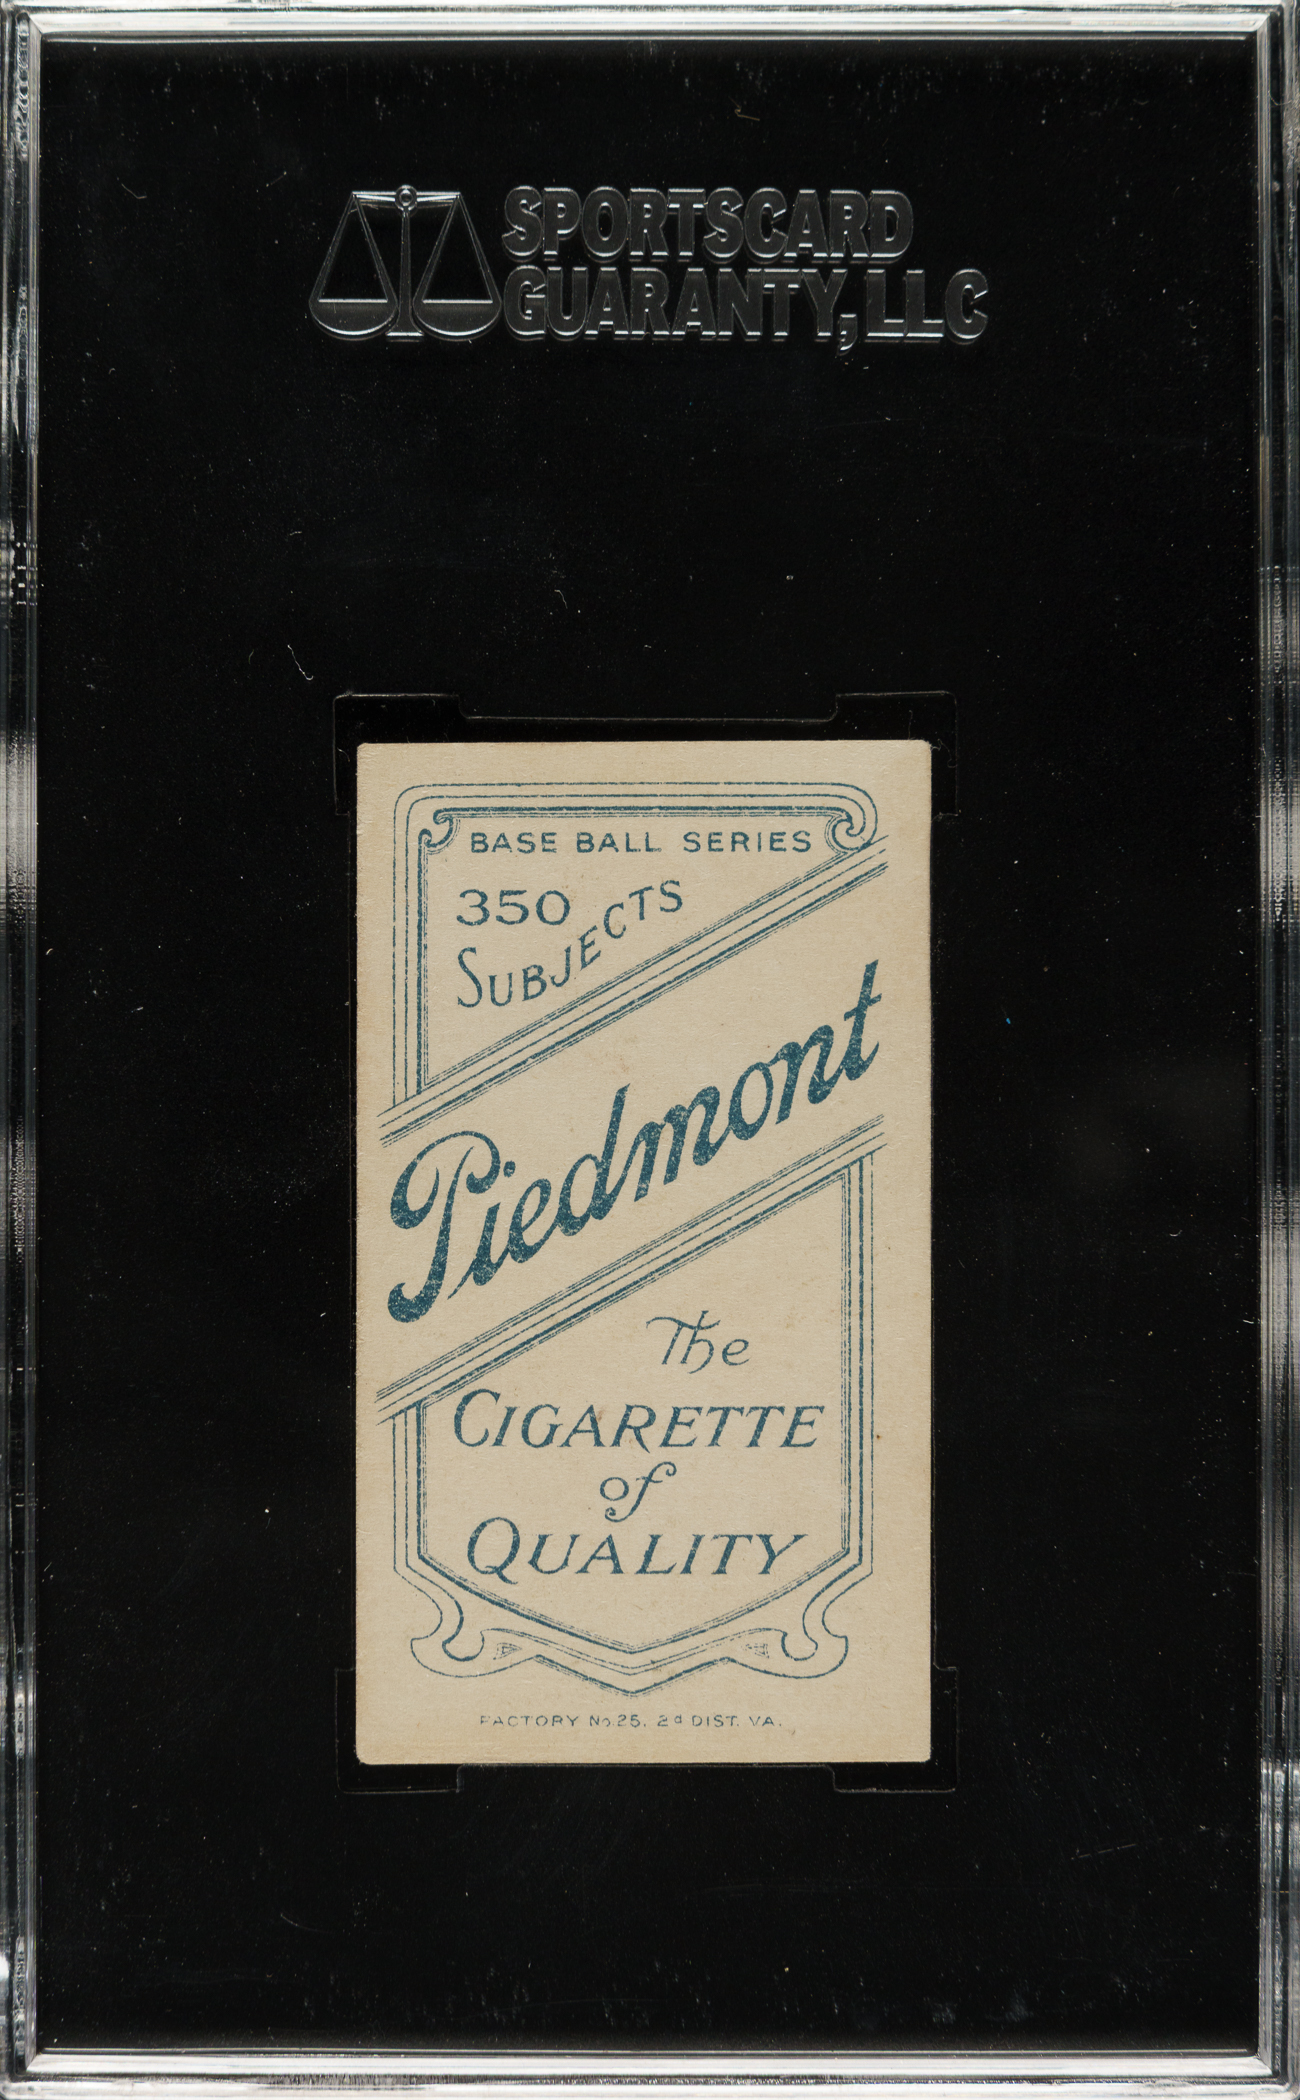 SPORTSCARD
GUARANTY, LLC
BASE BALL SERIES
350
SUBJECTS
Piedmont
The
CIGARETTE
of
QUALITY
FACTORY No. 25. 2d DIST. VA.